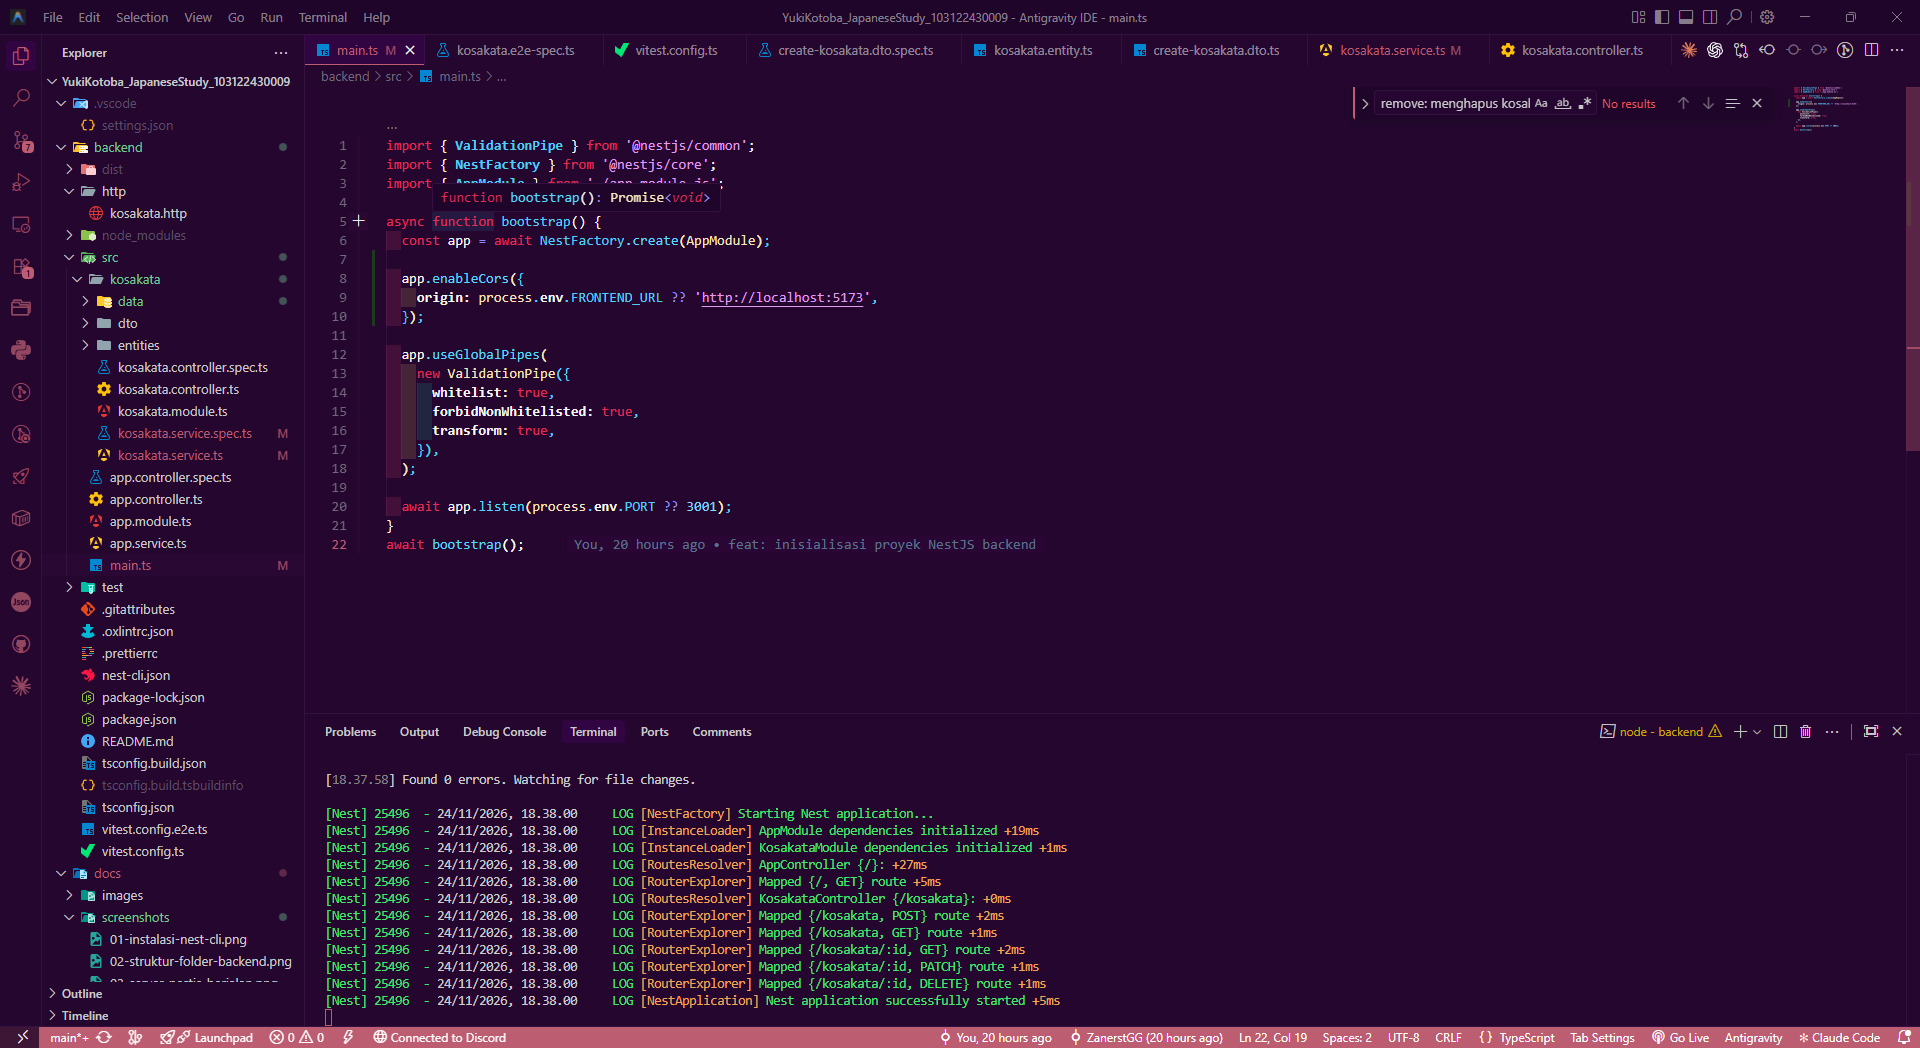 File Edit Selection View Go Run Terminal Help
YukiKotoba_JapaneseStudy_103122430009 - Antigravity IDE - main.ts
Explorer
YukiKotoba_JapaneseStudy_103122430009
.vscode
settings.json
backend
dist
http
kosakata.http
node_modules
src
kosakata
data
dto
entities
kosakata.controller.spec.ts
kosakata.controller.ts
kosakata.module.ts
kosakata.service.spec.ts M
kosakata.service.ts M
app.controller.spec.ts
app.controller.ts
app.module.ts
app.service.ts
main.ts M
test
.gitattributes
.oxlintrc.json
.prettierrc
nest-cli.json
package-lock.json
package.json
README.md
tsconfig.build.json
tsconfig.build.tsbuildinfo
tsconfig.json
vitest.config.e2e.ts
vitest.config.ts
docs
images
screenshots
01-instalasi-nest-cli.png
02-struktur-folder-backend.png
Outline
Timeline
main.ts M kosakata.e2e-spec.ts vitest.config.ts create-kosakata.dto.spec.ts kosakata.entity.ts create-kosakata.dto.ts kosakata.service.ts M kosakata.controller.ts
backend > src > main.ts > ...
remove: menghapus kosal Aa ab .* No results
...
1 import { ValidationPipe } from '@nestjs/common';
2 import { NestFactory } from '@nestjs/core';
3 import { AppModule } from './app.module.js';
function bootstrap(): Promise<void>
4
5 async function bootstrap() {
6 const app = await NestFactory.create(AppModule);
7
8 app.enableCors({
9 origin: process.env.FRONTEND_URL ?? 'http://localhost:5173',
10 });
11
12 app.useGlobalPipes(
13 new ValidationPipe({
14 whitelist: true,
15 forbidNonWhitelisted: true,
16 transform: true,
17 }),
18 );
19
20 await app.listen(process.env.PORT ?? 3001);
21 }
22 await bootstrap(); You, 20 hours ago • feat: inisialisasi proyek NestJS backend
Problems Output Debug Console Terminal Ports Comments
node - backend
[18.37.58] Found 0 errors. Watching for file changes.
[Nest] 25496 - 24/11/2026, 18.38.00 LOG [NestFactory] Starting Nest application...
[Nest] 25496 - 24/11/2026, 18.38.00 LOG [InstanceLoader] AppModule dependencies initialized +19ms
[Nest] 25496 - 24/11/2026, 18.38.00 LOG [InstanceLoader] KosakataModule dependencies initialized +1ms
[Nest] 25496 - 24/11/2026, 18.38.00 LOG [RoutesResolver] AppController {/}: +27ms
[Nest] 25496 - 24/11/2026, 18.38.00 LOG [RouterExplorer] Mapped {/, GET} route +5ms
[Nest] 25496 - 24/11/2026, 18.38.00 LOG [RoutesResolver] KosakataController {/kosakata}: +0ms
[Nest] 25496 - 24/11/2026, 18.38.00 LOG [RouterExplorer] Mapped {/kosakata, POST} route +2ms
[Nest] 25496 - 24/11/2026, 18.38.00 LOG [RouterExplorer] Mapped {/kosakata, GET} route +1ms
[Nest] 25496 - 24/11/2026, 18.38.00 LOG [RouterExplorer] Mapped {/kosakata/:id, GET} route +2ms
[Nest] 25496 - 24/11/2026, 18.38.00 LOG [RouterExplorer] Mapped {/kosakata/:id, PATCH} route +1ms
[Nest] 25496 - 24/11/2026, 18.38.00 LOG [RouterExplorer] Mapped {/kosakata/:id, DELETE} route +1ms
[Nest] 25496 - 24/11/2026, 18.38.00 LOG [NestApplication] Nest application successfully started +5ms
main*+ Launchpad 0 0 Connected to Discord You, 20 hours ago ZanerstGG (20 hours ago) Ln 22, Col 19 Spaces: 2 UTF-8 CRLF {} TypeScript Tab Settings Go Live Antigravity Claude Code